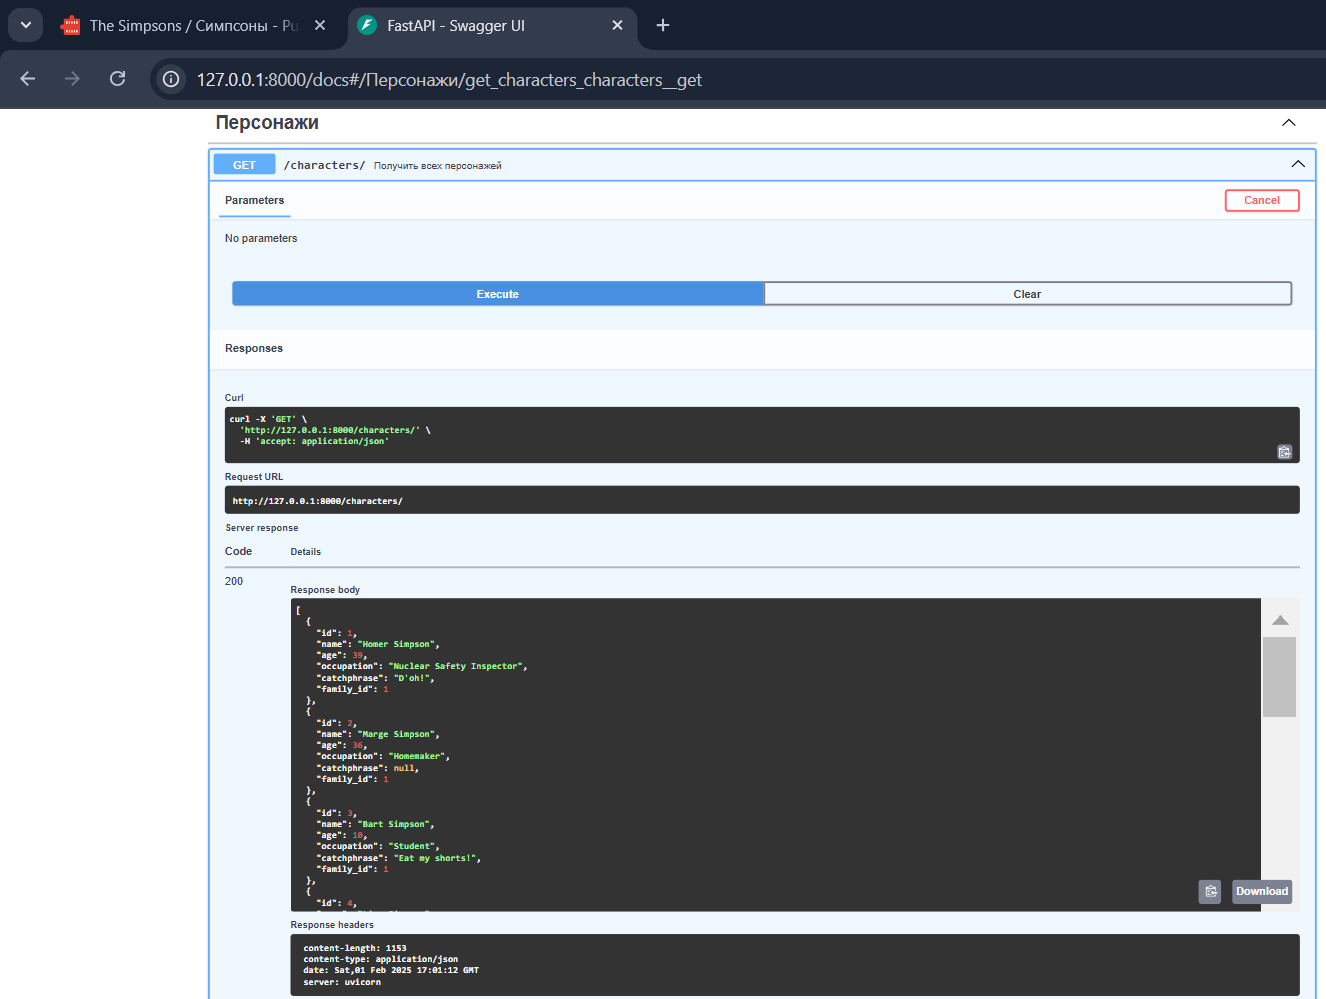 The Simpsons / Симпсоны - Pu
FastAPI - Swagger UI
127.0.0.1:8000/docs#/Персонажи/get_characters_characters__get
Персонажи
GET /characters/ Получить всех персонажей
Parameters
Cancel
No parameters
Execute
Clear
Responses
Curl
curl -X 'GET' \
'http://127.0.0.1:8000/characters/' \
-H 'accept: application/json'
Request URL
http://127.0.0.1:8000/characters/
Server response
Code Details
200
Response body
[
{
"id": 1,
"name": "Homer Simpson",
"age": 39,
"occupation": "Nuclear Safety Inspector",
"catchphrase": "D'oh!",
"family_id": 1
},
{
"id": 2,
"name": "Marge Simpson",
"age": 36,
"occupation": "Homemaker",
"catchphrase": null,
"family_id": 1
},
{
"id": 3,
"name": "Bart Simpson",
"age": 10,
"occupation": "Student",
"catchphrase": "Eat my shorts!",
"family_id": 1
},
{
"id": 4,
Download
Response headers
content-length: 1153
content-type: application/json
date: Sat,01 Feb 2025 17:01:12 GMT
server: uvicorn